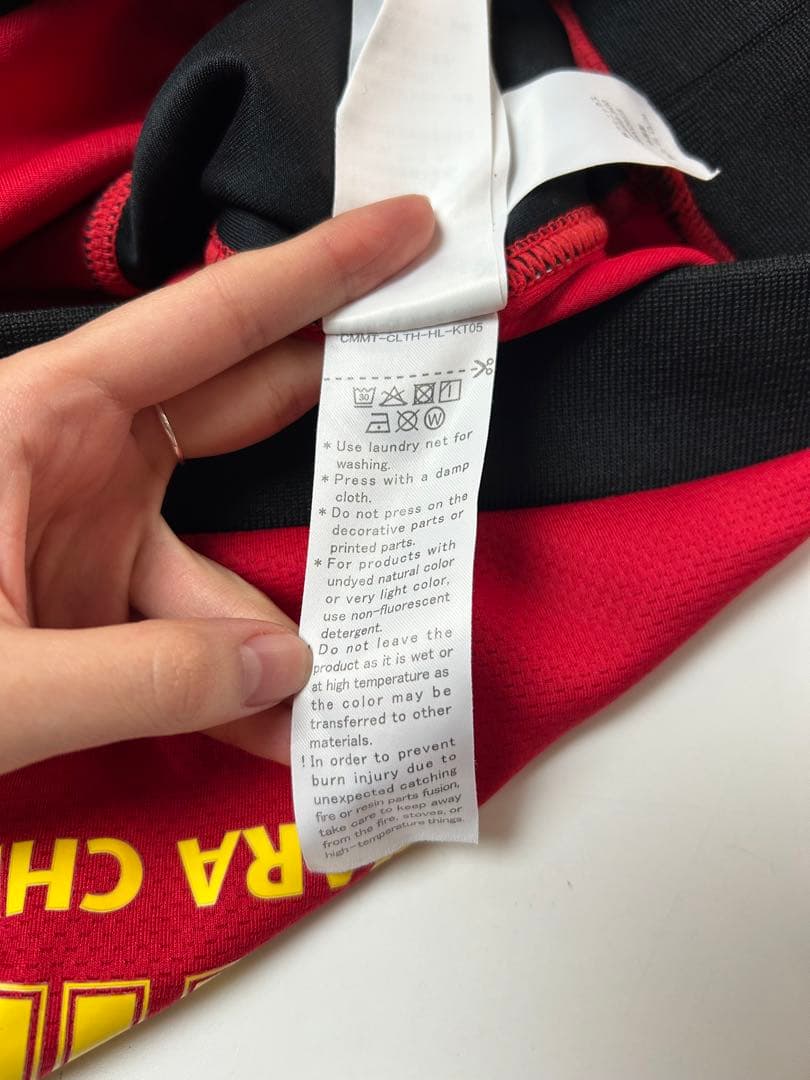 CMMT-CLTH-HL-KT05
30
W
* Use laundry net for
washing.
* Press with a damp
cloth.
* Do not press on the
decorative parts or
printed parts.
* For products with
undyed natural color
or very light color,
use non-fluorescent
detergent.
! Do not leave the
product as it is wet or
at high temperature as
the color may be
transferred to other
materials.
! In order to prevent
burn injury due to
unexpected catching
fire or resin parts fusion,
take care to keep away
from the fire, stoves, or
high-temperature things.